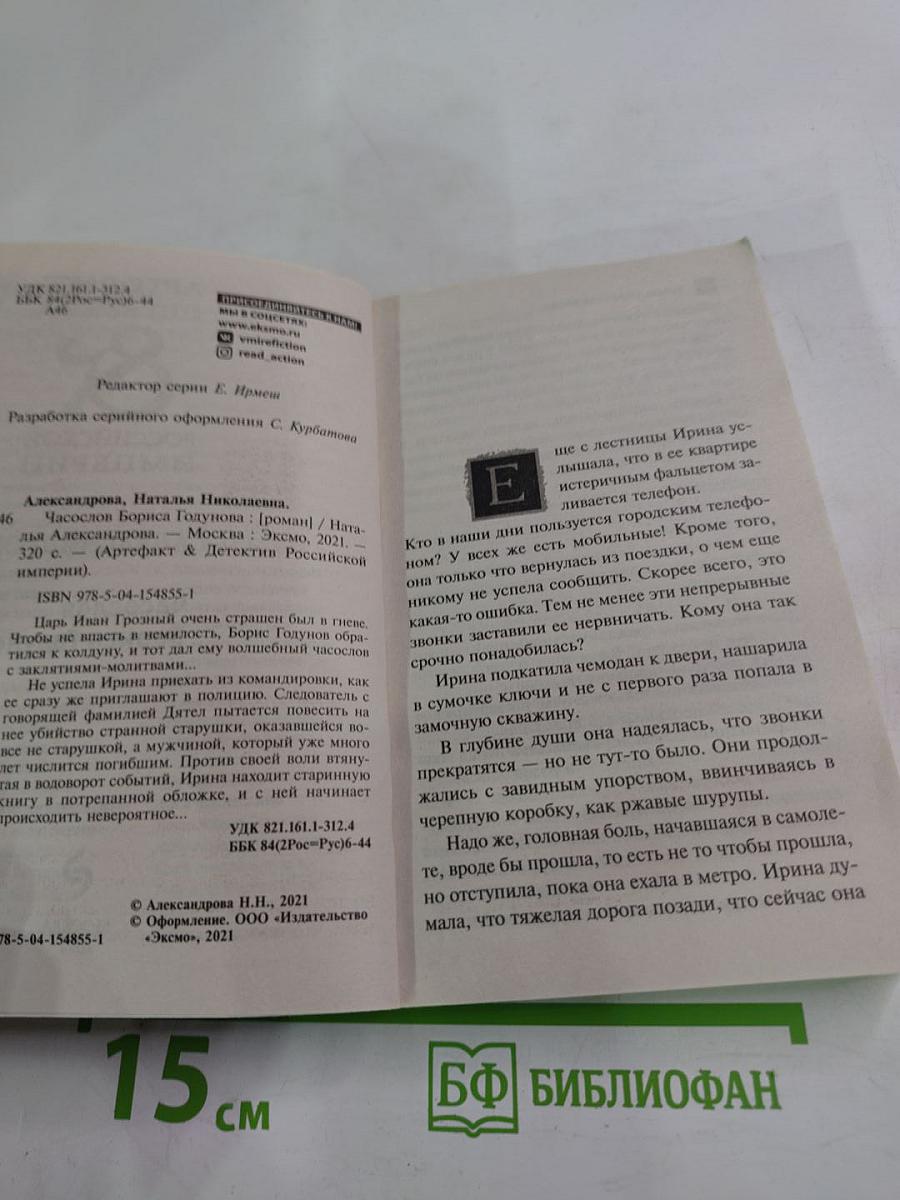 УДК 821.161.1-312.4
ББК 84(2Рос=Рус)6-44
А46
ПРИСОЕДИНЯЙТЕСЬ К НАМ!
МЫ В СОЦСЕТЯХ:
www.eksmo.ru
vmirefiction
read_action
Редактор серии Е. Ирмеш
Разработка серийного оформления С. Курбатова
Александрова, Наталья Николаевна.
46 Часослов Бориса Годунова : [роман] / Ната-
лья Александрова. — Москва : Эксмо, 2021. —
320 с. — (Артефакт & Детектив Российской
империи).
ISBN 978-5-04-154855-1
Царь Иван Грозный очень страшен был в гневе.
Чтобы не впасть в немилость, Борис Годунов обра-
тился к колдуну, и тот дал ему волшебный часослов
с заклятиями-молитвами...
Не успела Ирина приехать из командировки, как
ее сразу же приглашают в полицию. Следователь с
говорящей фамилией Дятел пытается повесить на
нее убийство странной старушки, оказавшейся во-
все не старушкой, а мужчиной, который уже много
лет числится погибшим. Против своей воли втяну-
тая в водоворот событий, Ирина находит старинную
книгу в потрепанной обложке, и с ней начинает
происходить невероятное...
УДК 821.161.1-312.4
ББК 84(2Рос=Рус)6-44
© Александрова Н.Н., 2021
© Оформление. ООО «Издательство
«Эксмо», 2021
78-5-04-154855-1
Еще с лестницы Ирина ус-
лышала, что в ее квартире
истеричным фальцетом за-
ливается телефон.
Кто в наши дни пользуется городским телефо-
ном? У всех же есть мобильные! Кроме того,
она только что вернулась из поездки, о чем еще
никому не успела сообщить. Скорее всего, это
какая-то ошибка. Тем не менее эти непрерывные
звонки заставили ее нервничать. Кому она так
срочно понадобилась?
Ирина подкатила чемодан к двери, нашарила
в сумочке ключи и не с первого раза попала в
замочную скважину.
В глубине души она надеялась, что звонки
прекратятся — но не тут-то было. Они продол-
жались с завидным упорством, ввинчиваясь в
черепную коробку, как ржавые шурупы.
Надо же, головная боль, начавшаяся в самоле-
те, вроде бы прошла, то есть не то чтобы прошла,
но отступила, пока она ехала в метро. Ирина ду-
мала, что тяжелая дорога позади, что сейчас она
15 см
БФ БИБЛИОФАН